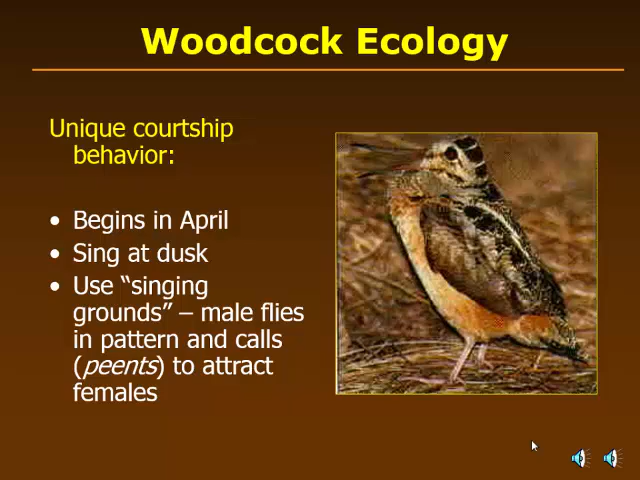 Woodcock Ecology
Unique courtship
behavior:
• Begins in April
• Sing at dusk
• Use “singing
grounds” – male flies
in pattern and calls
(peents) to attract
females